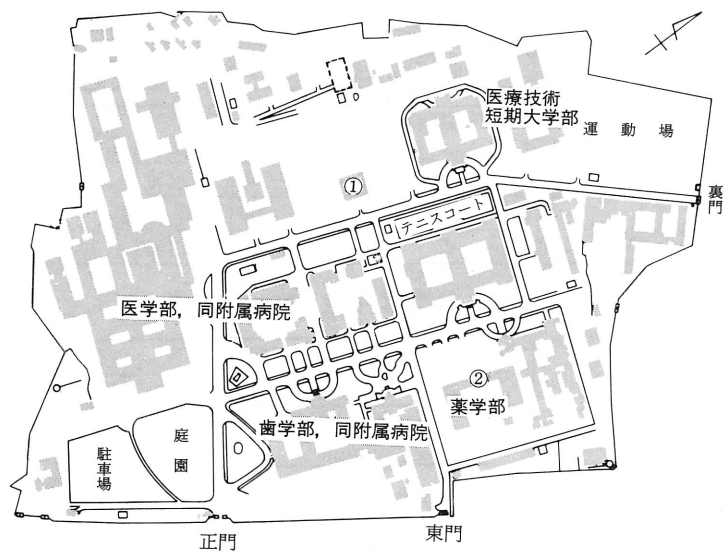 医療技術
短期大学部
運動場
①
裏門
テニスコート
医学部，同附属病院
②
薬学部
歯学部，同附属病院
庭園
駐車場
正門
東門